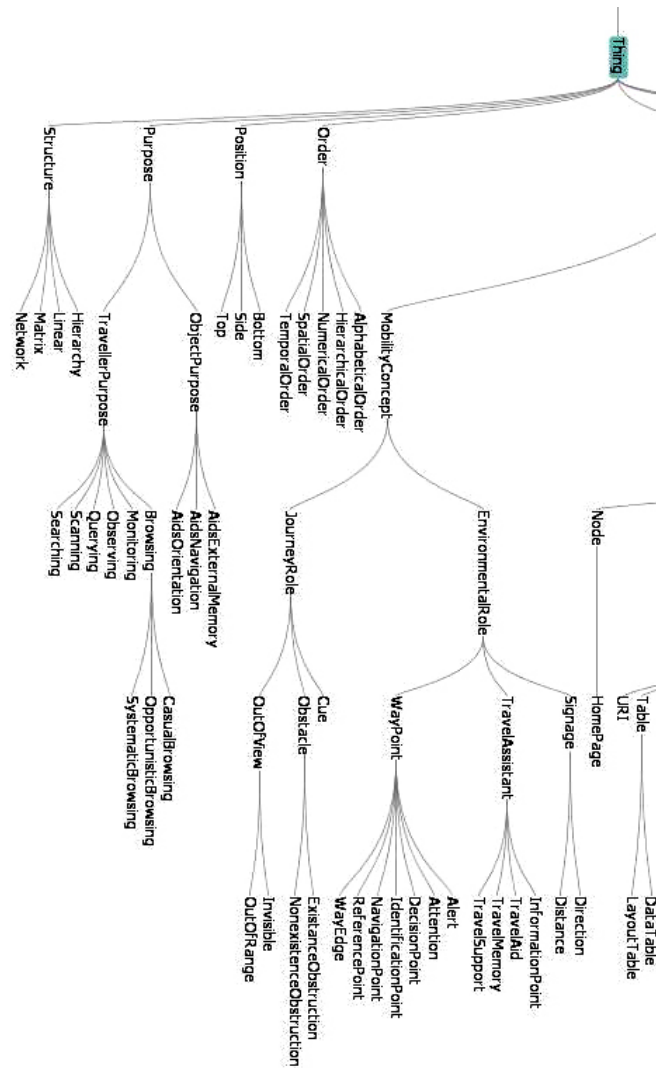 Thing
Order
Position
Purpose
Structure
AlphabeticalOrder
HierarchicalOrder
NumericalOrder
SpatialOrder
TemporalOrder
Bottom
Side
Top
ObjectPurpose
TravellerPurpose
Hierarchy
Linear
Matrix
Network
MobilityConcept
AidsExternalMemory
AidsNavigation
AidsOrientation
Browsing
Monitoring
Observing
Querying
Scanning
Searching
Node
EnvironmentalRole
JourneyRole
CasualBrowsing
OpportunisticBrowsing
SystematicBrowsing
Table
URI
HomePage
Signage
TravelAssistant
WayPoint
Cue
Obstacle
OutOfView
DataTable
LayoutTable
Direction
Distance
InformationPoint
TravelAid
TravelMemory
TravelSupport
Alert
Attention
DecisionPoint
IdentificationPoint
NavigationPoint
ReferencePoint
WayEdge
ExistanceObstruction
NonexistenceObstruction
Invisible
OutOfRange